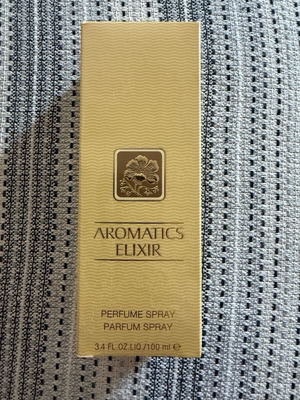 AROMATICS
ELIXIR
PERFUME SPRAY
PARFUM SPRAY
3.4 FL.OZ.LIQ./100 ml ℮